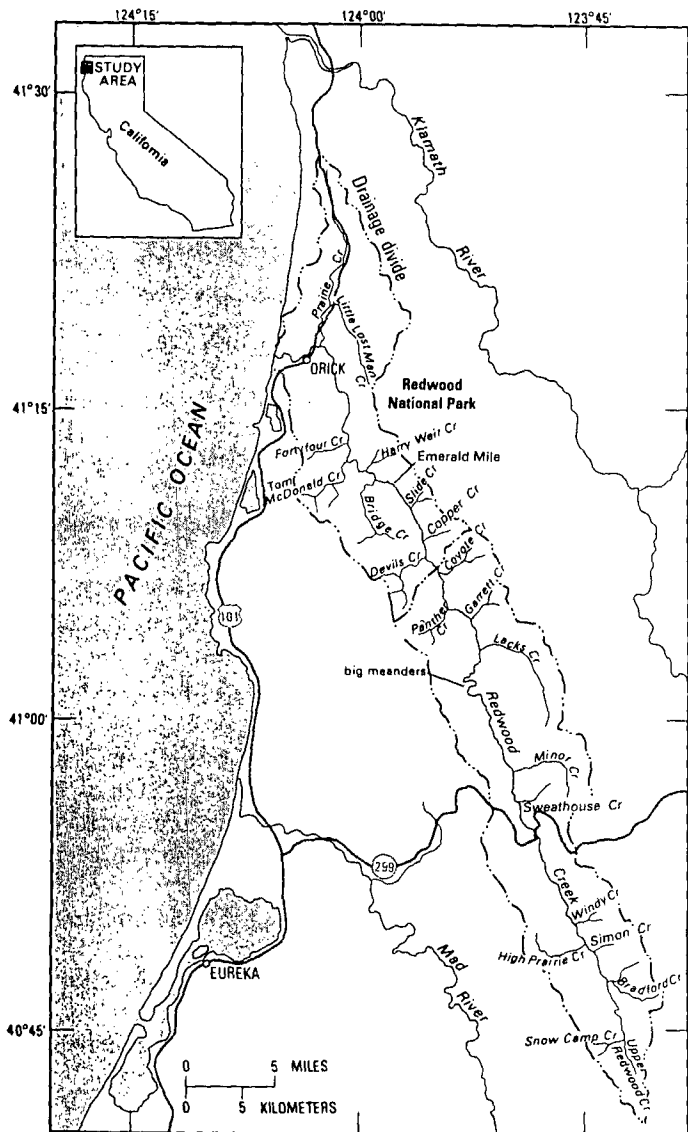 124°15'
124°00'
123°45'
41°30'
STUDY
AREA
California
Klamath
River
Drainage divide
Prairie Cr
Little Lost Man
Cr
ORICK
Redwood
National Park
41°15'
PACIFIC OCEAN
Forty four Cr
Harry Weir Cr
Emerald Mile
Tom
McDonald Cr
Slide Cr
Bridge
Cr
Copper Cr
Devils Cr
Coyote Cr
101
Panther
Cr
Garrett Cr
Lacks Cr
big meanders
41°00'
Redwood
Minor
Cr
Sweathouse Cr
299
Creek
Windy Cr
Simon Cr
High Prairie Cr
Mad
River
Bradford Cr
EUREKA
40°45'
Snow Camp Cr
Upper
Redwood Cr
0 5 MILES
0 5 KILOMETERS